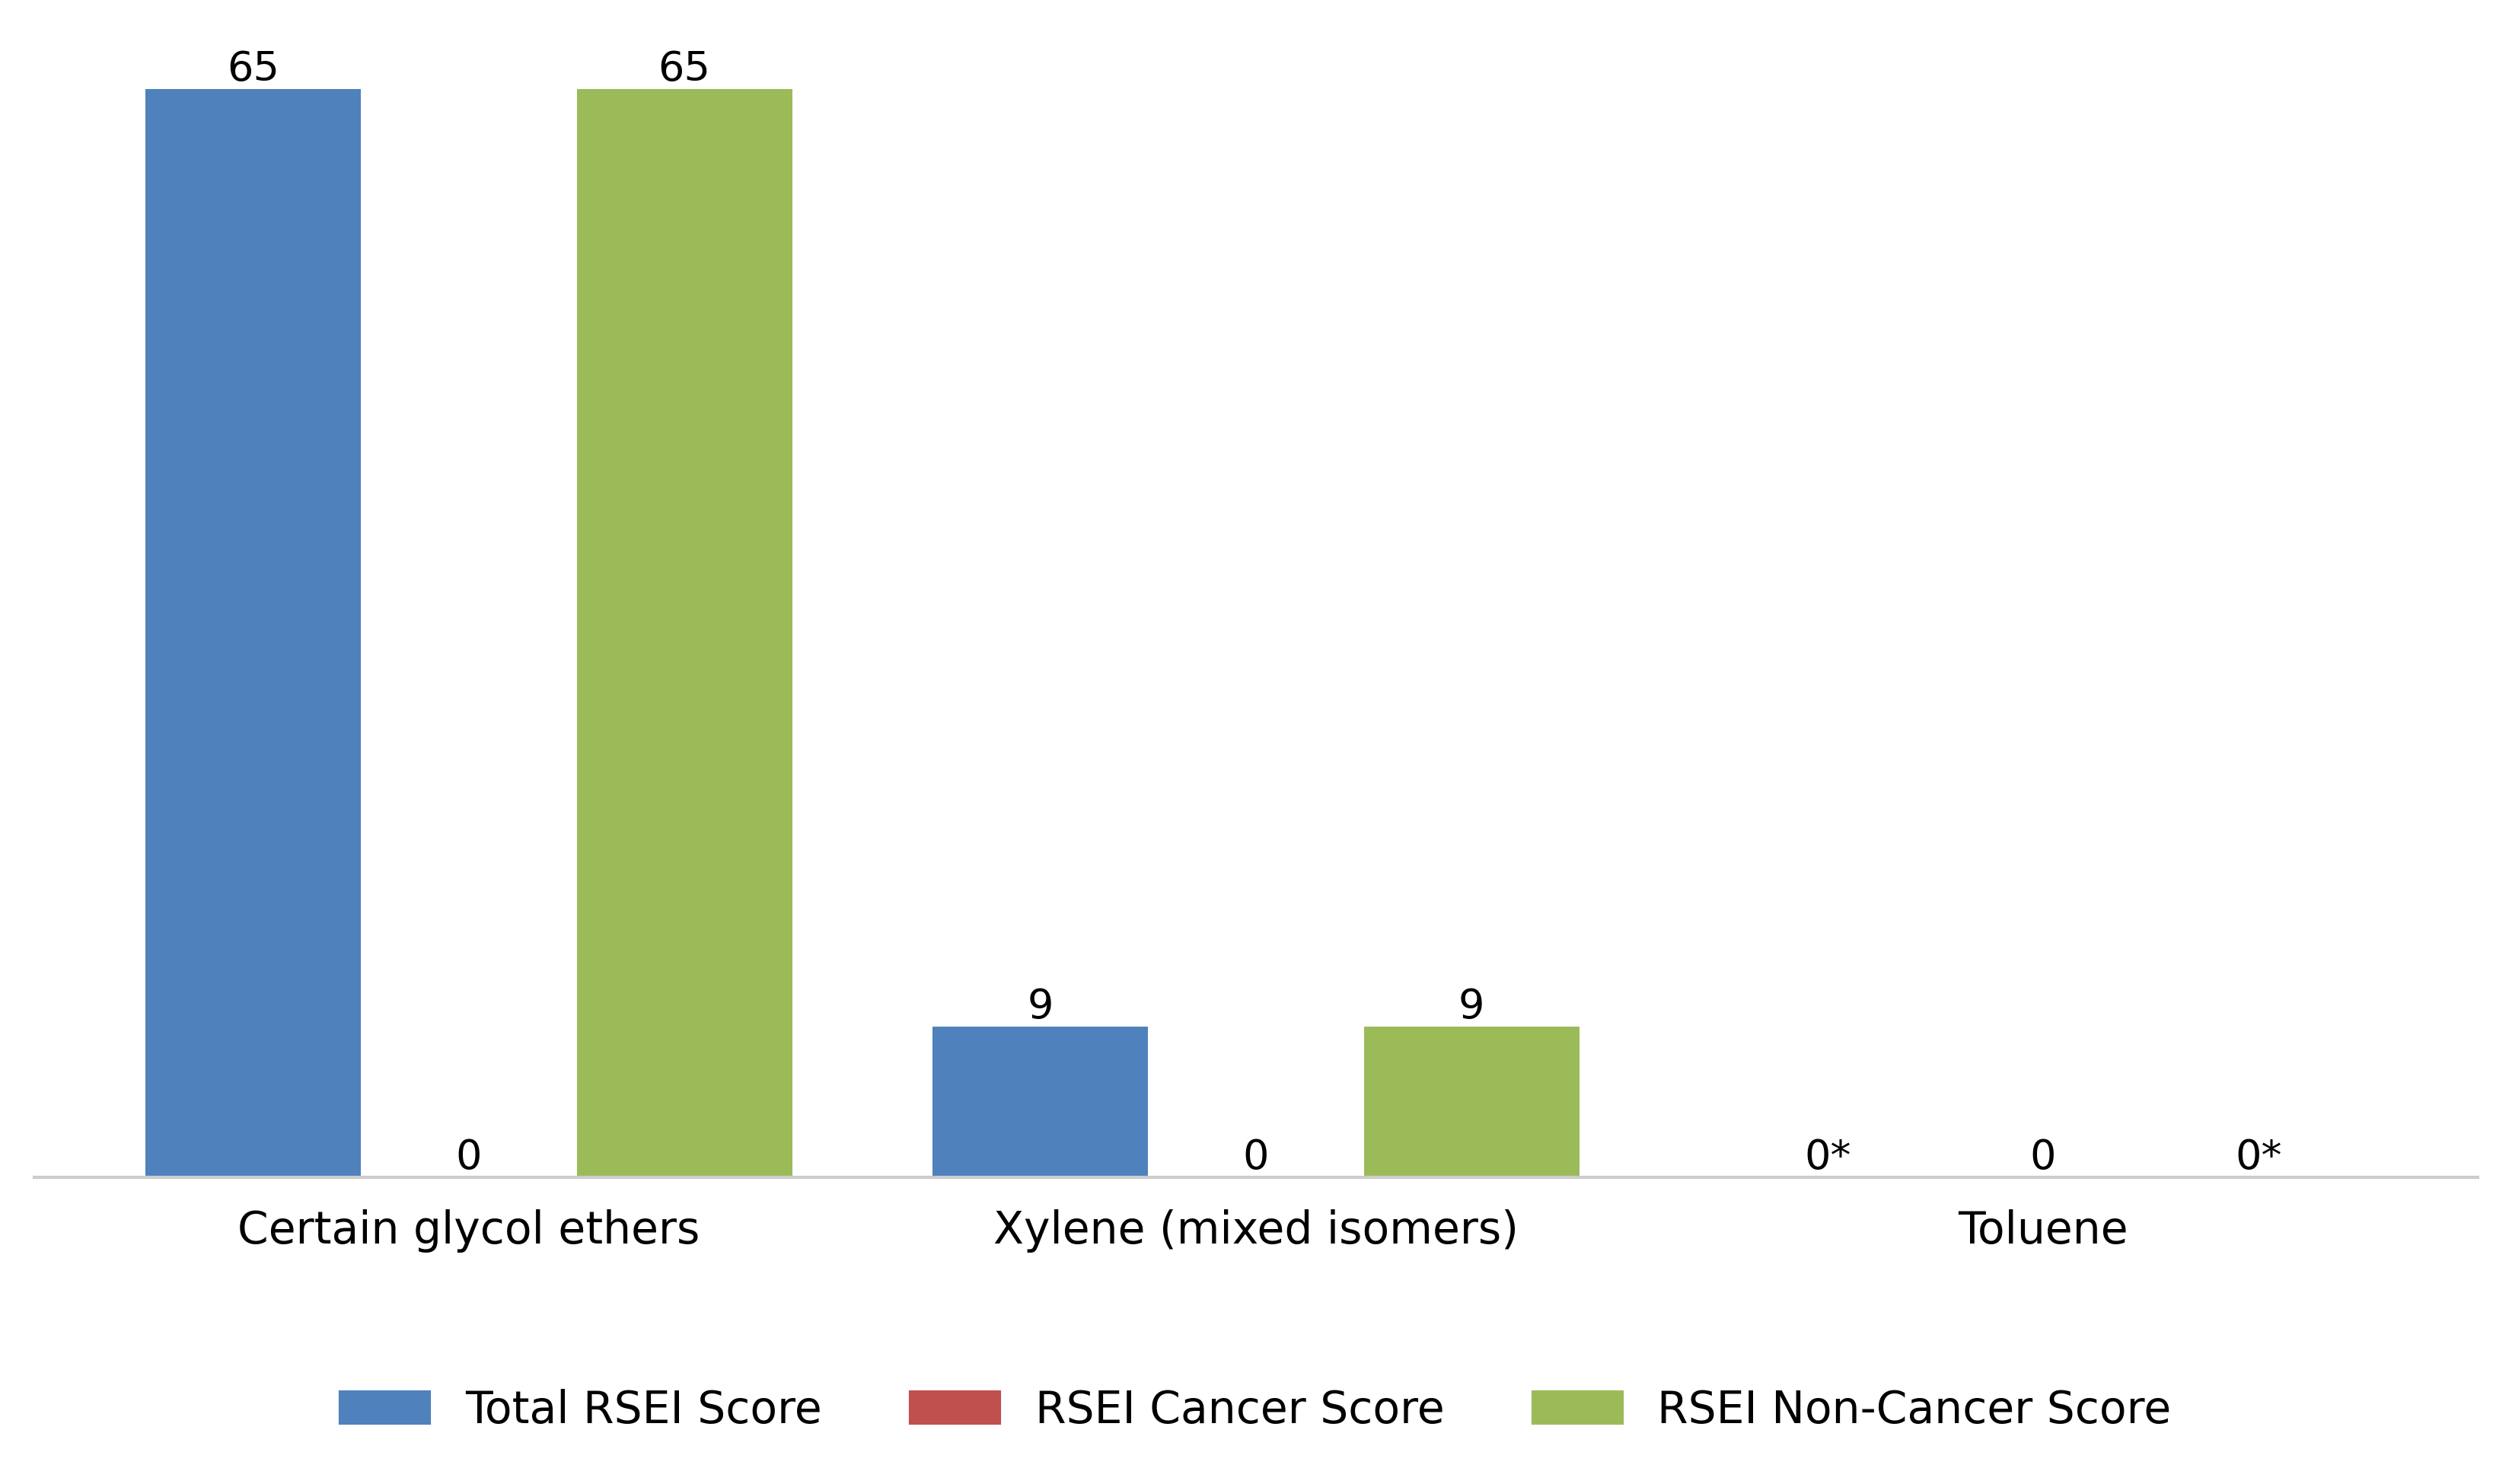 65 65
0
9 9
0
0* 0 0*
Certain glycol ethers Xylene (mixed isomers) Toluene
Total RSEI Score RSEI Cancer Score RSEI Non-Cancer Score